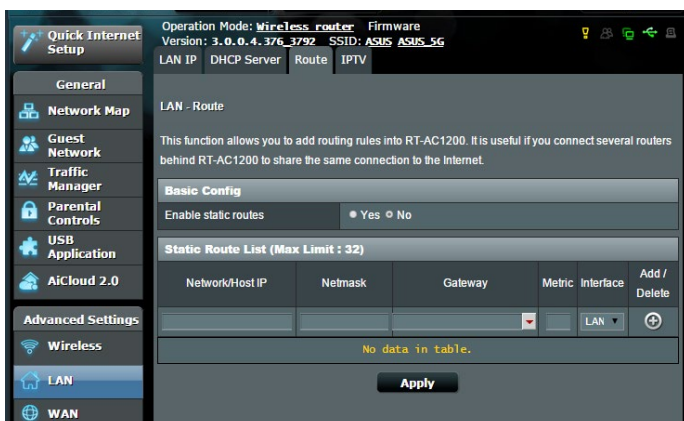 Quick Internet
Setup
Operation Mode: Wireless router Firmware
Version: 3.0.0.4.376_3792 SSID: ASUS ASUS_5G
LAN IP DHCP Server Route IPTV
General
Network Map
Guest
Network
Traffic
Manager
Parental
Controls
USB
Application
AiCloud 2.0
Advanced Settings
Wireless
LAN
WAN
LAN - Route
This function allows you to add routing rules into RT-AC1200. It is useful if you connect several routers
behind RT-AC1200 to share the same connection to the Internet.
Basic Config
Enable static routes Yes No
Static Route List (Max Limit : 32)
Network/Host IP Netmask Gateway Metric Interface Add /
Delete
LAN
No data in table.
Apply